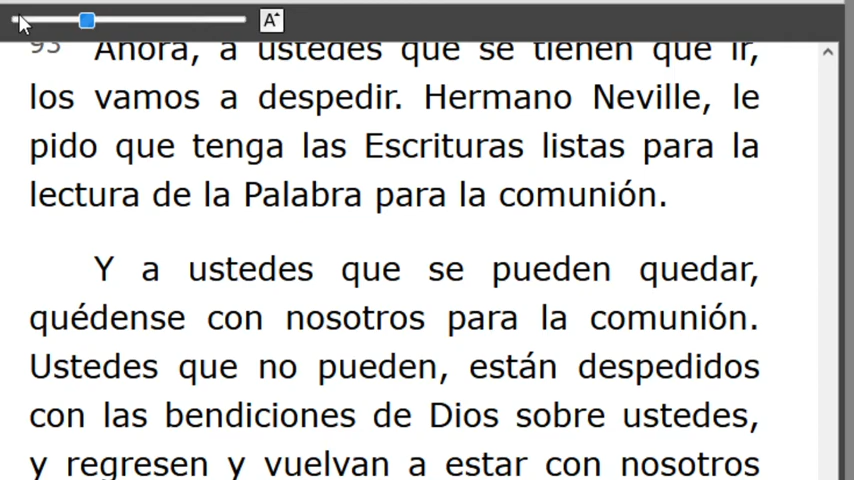 A
93 Ahora, a ustedes que se tienen que ir,
los vamos a despedir. Hermano Neville, le
pido que tenga las Escrituras listas para la
lectura de la Palabra para la comunión.
Y a ustedes que se pueden quedar,
quédense con nosotros para la comunión.
Ustedes que no pueden, están despedidos
con las bendiciones de Dios sobre ustedes,
y regresen y vuelvan a estar con nosotros